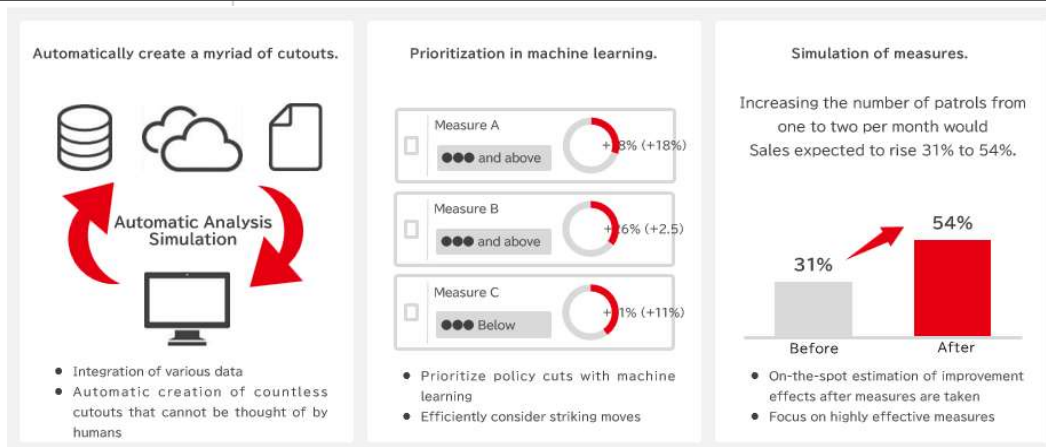 Automatically create a myriad of cutouts.
Automatic Analysis
Simulation
● Integration of various data
● Automatic creation of countless
cutouts that cannot be thought of by
humans
Prioritization in machine learning.
Measure A
●●● and above
8% (+18%)
Measure B
●●● and above
26% (+2.5)
Measure C
●●● Below
1% (+11%)
● Prioritize policy cuts with machine
learning
● Efficiently consider striking moves
Simulation of measures.
Increasing the number of patrols from
one to two per month would
Sales expected to rise 31% to 54%.
31%
54%
Before
After
● On-the-spot estimation of improvement
effects after measures are taken
● Focus on highly effective measures